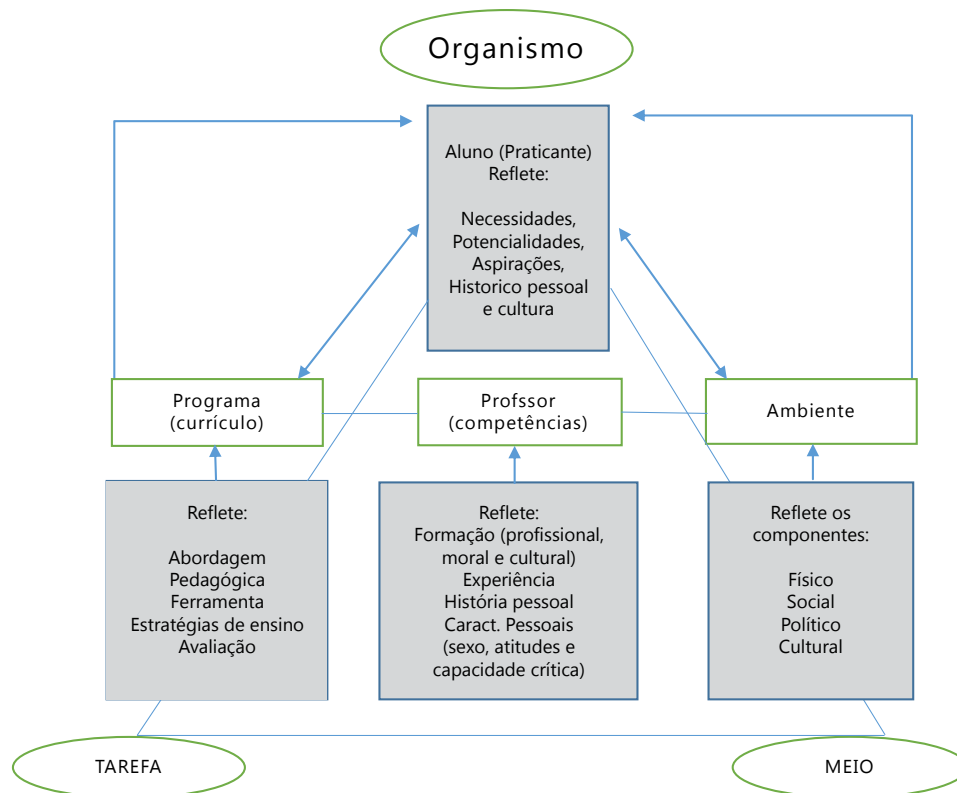 Organismo
Aluno (Praticante)
Reflete:
Necessidades,
Potencialidades,
Aspirações,
Historico pessoal
e cultura
Programa
(currículo)
Profssor
(competências)
Ambiente
Reflete:
Abordagem
Pedagógica
Ferramenta
Estratégias de ensino
Avaliação
Reflete:
Formação (profissional,
moral e cultural)
Experiência
História pessoal
Caract. Pessoais
(sexo, atitudes e
capacidade crítica)
Reflete os
componentes:
Físico
Social
Político
Cultural
TAREFA
MEIO